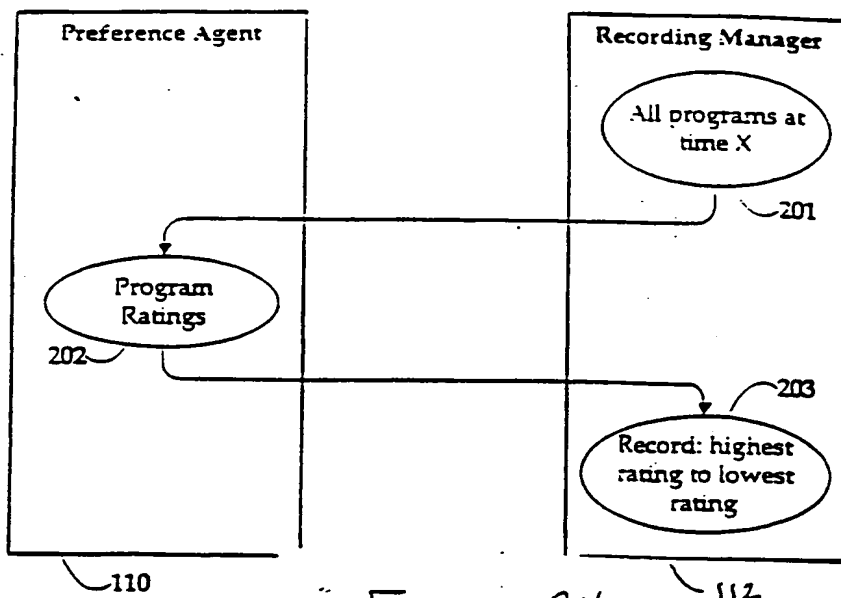 Preference Agent
Recording Manager
All programs at
time X
201
Program
Ratings
202
203
Record: highest
rating to lowest
rating
110
112